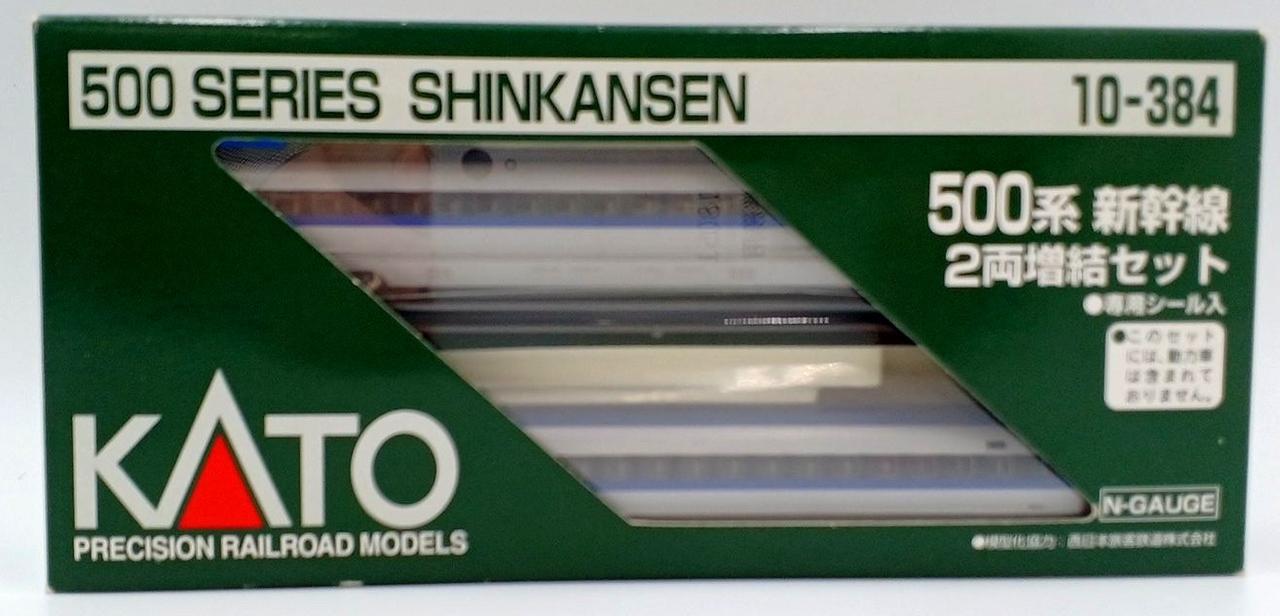 500 SERIES SHINKANSEN 10-384
500系 新幹線
2両増結セット
●専用シール入
●このセット
には、動力車
は含まれて
おりません。
KATO
PRECISION RAILROAD MODELS
N-GAUGE
●模型化協力：西日本旅客鉄道株式会社